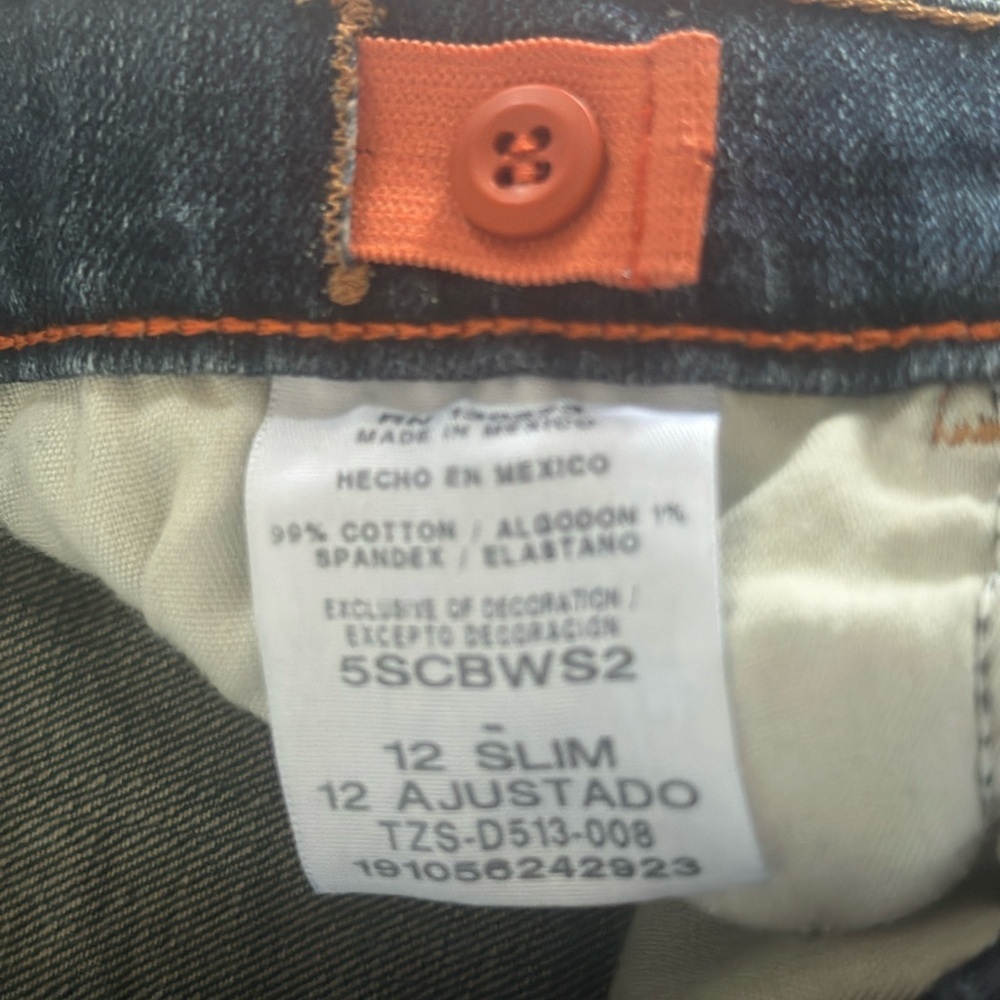 MADE IN MEXICO
HECHO EN MEXICO
99% COTTON / ALGODON 1%
SPANDEX / ELASTANO
EXCLUSIVE OF DECORATION /
EXCEPTO DECORACION
5SCBWS2
-
12 SLIM
12 AJUSTADO
TZS-D513-008
191056242923